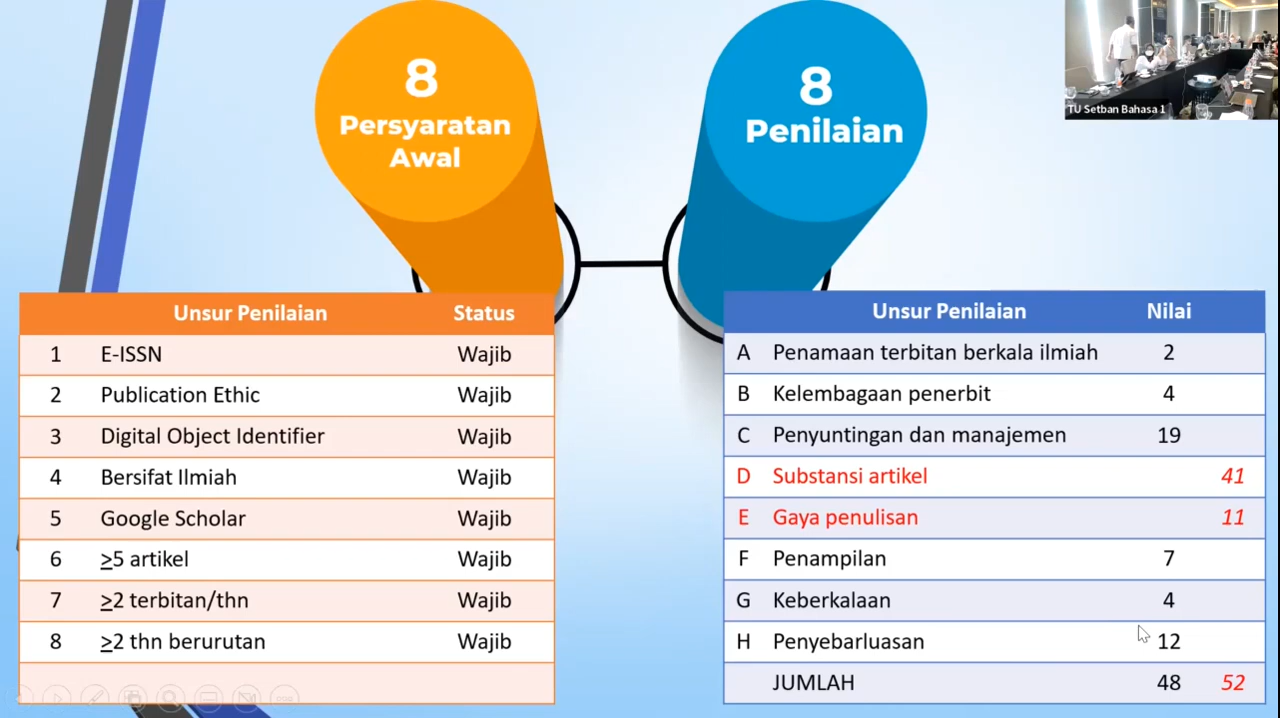 8
Persyaratan
Awal
8
Penilaian
TU Setban Bahasa 1
Unsur Penilaian Status
1 E-ISSN Wajib
2 Publication Ethic Wajib
3 Digital Object Identifier Wajib
4 Bersifat Ilmiah Wajib
5 Google Scholar Wajib
6 >5 artikel Wajib
7 >2 terbitan/thn Wajib
8 >2 thn berurutan Wajib
Unsur Penilaian Nilai
A Penamaan terbitan berkala ilmiah 2
B Kelembagaan penerbit 4
C Penyuntingan dan manajemen 19
D Substansi artikel 41
E Gaya penulisan 11
F Penampilan 7
G Keberkalaan 4
H Penyebarluasan 12
JUMLAH 48 52